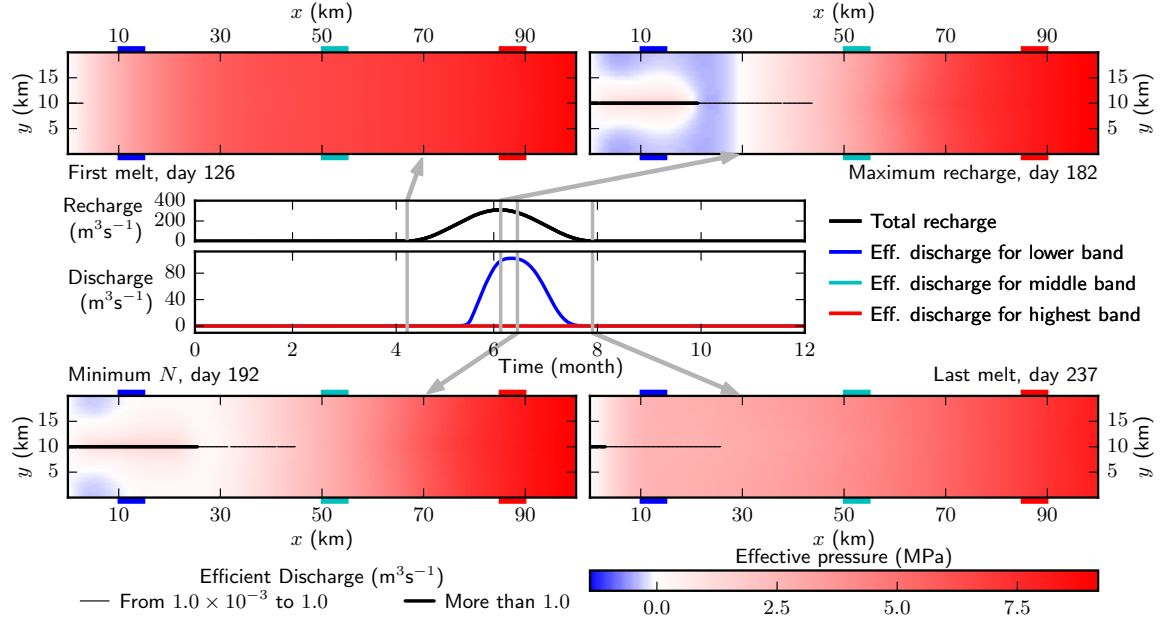 x (km)
x (km)
10 30 50 70 90
10 30 50 70 90
y (km)
15
10
5
15
10
5
y (km)
First melt, day 126
Maximum recharge, day 182
Recharge
(m³s⁻¹)
400
200
0
Discharge
(m³s⁻¹)
80
40
0
0 2 4 6 8 10 12
Time (month)
Total recharge
Eff. discharge for lower band
Eff. discharge for middle band
Eff. discharge for highest band
Minimum N, day 192
Last melt, day 237
y (km)
15
10
5
15
10
5
y (km)
10 30 50 70 90
10 30 50 70 90
x (km)
x (km)
Efficient Discharge (m³s⁻¹)
From 1.0 × 10⁻³ to 1.0
More than 1.0
Effective pressure (MPa)
0.0 2.5 5.0 7.5